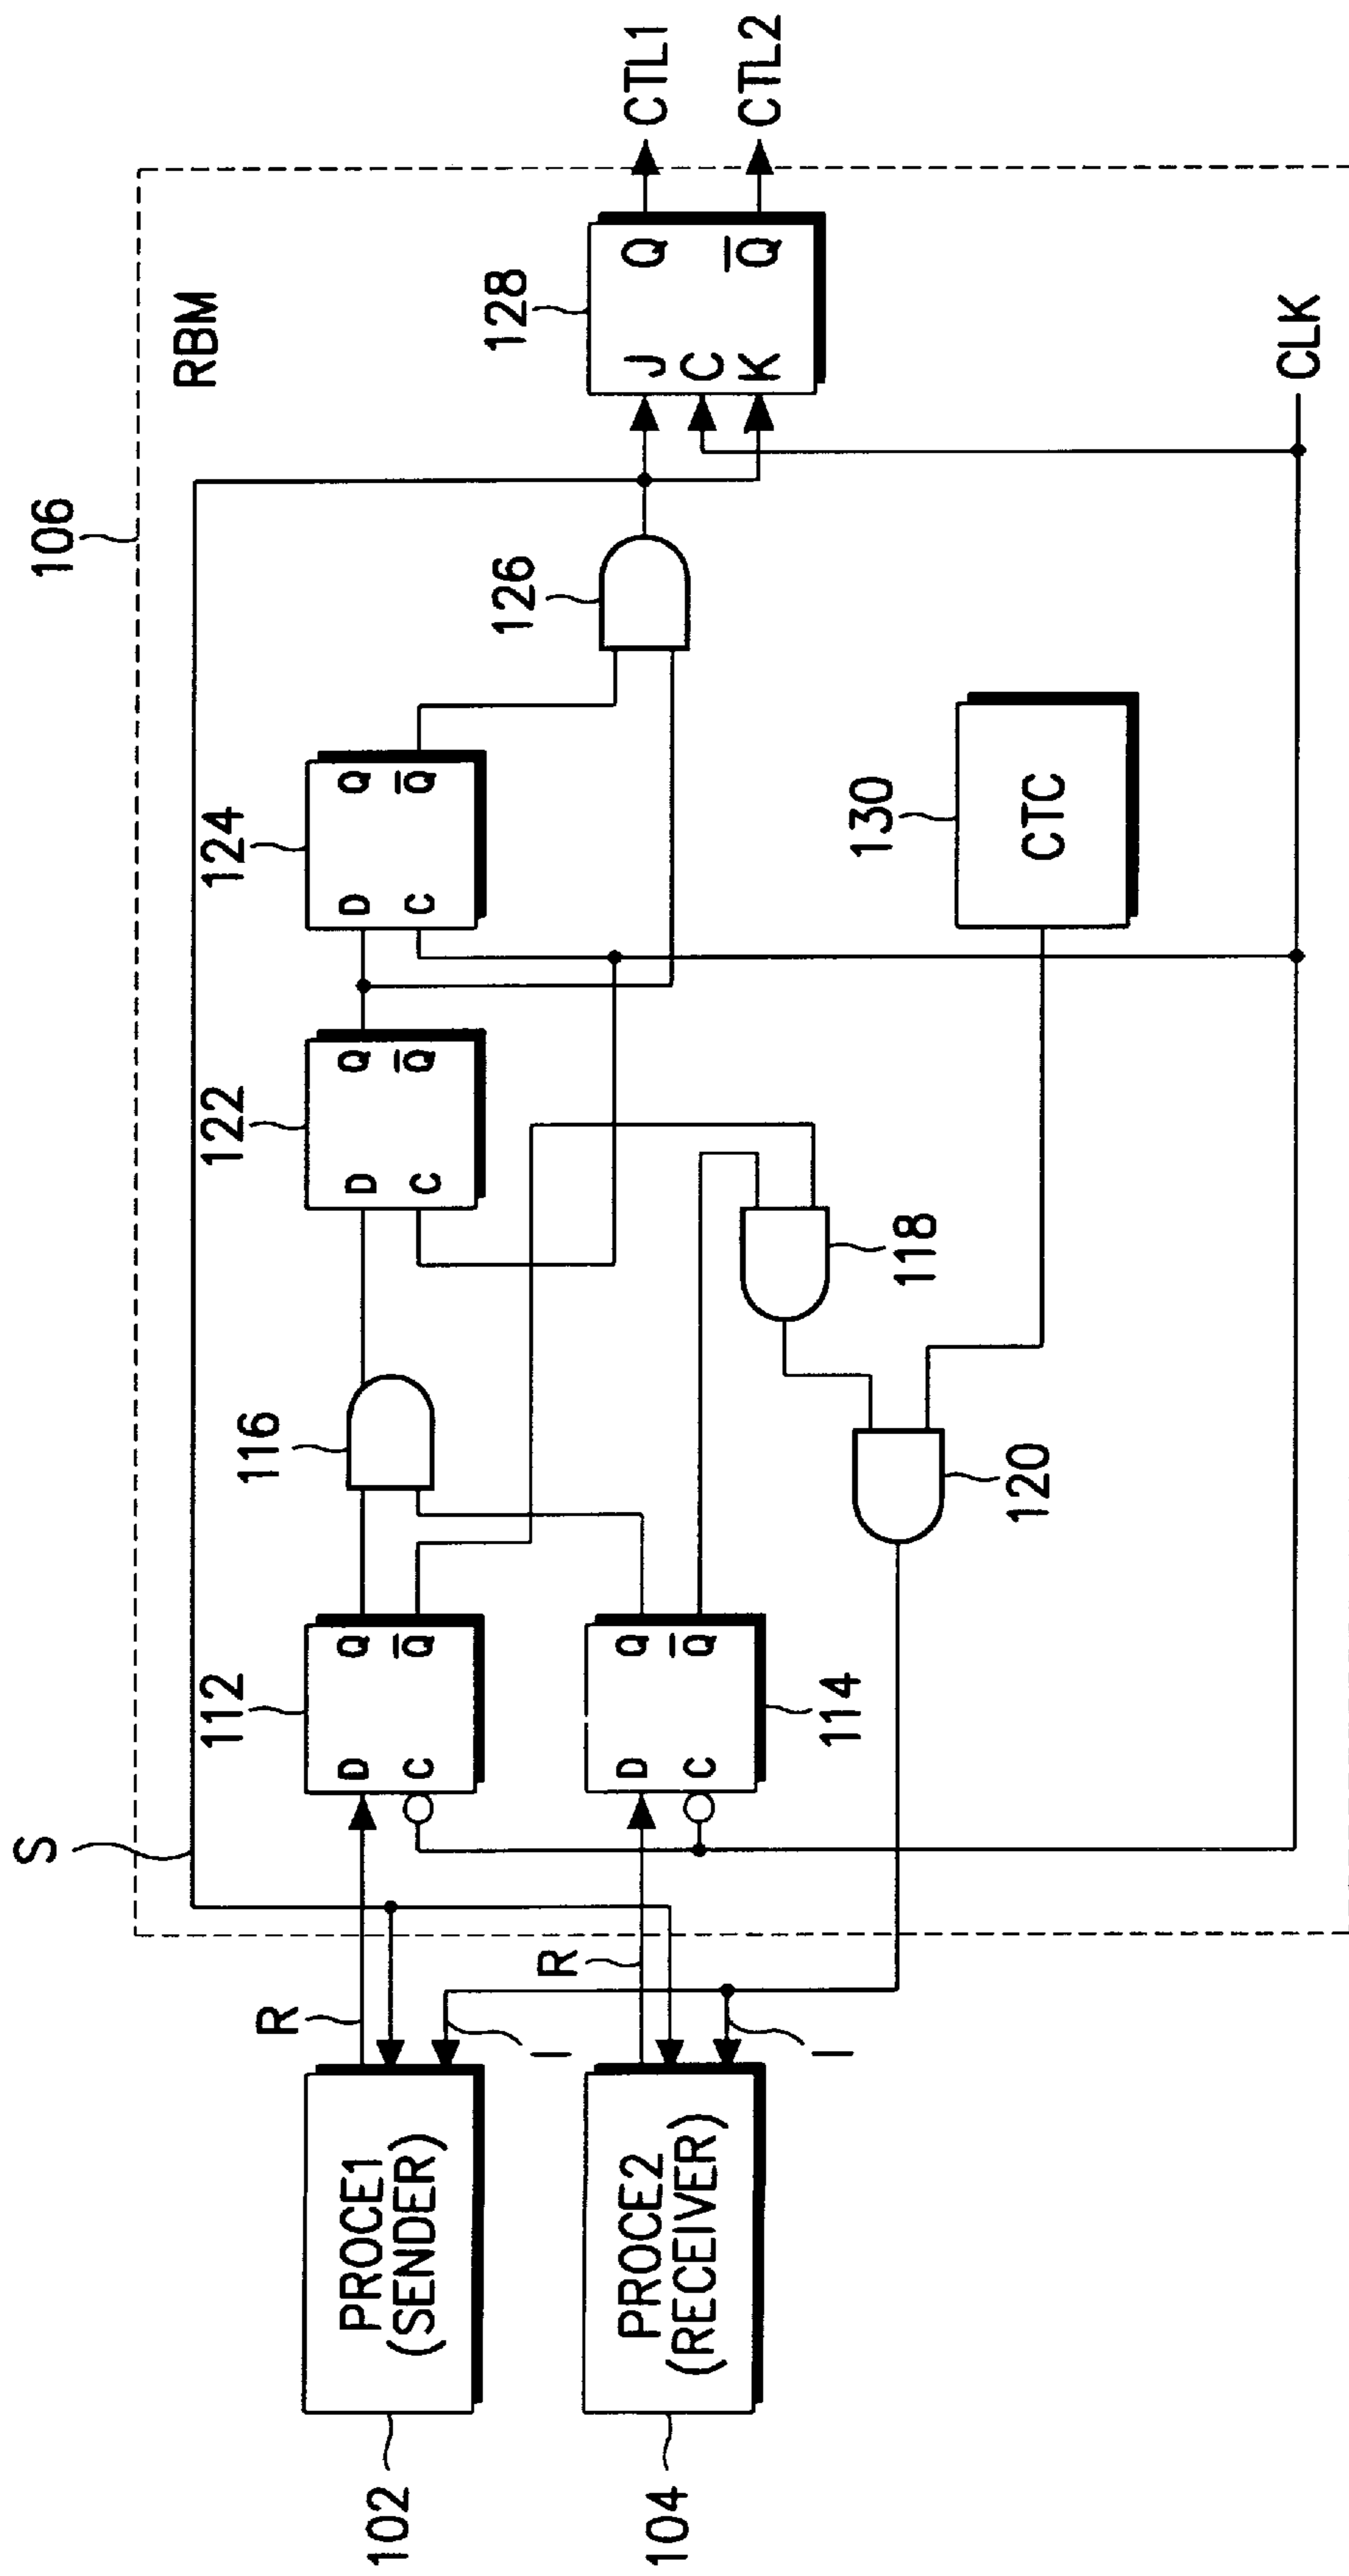 106
RBM
S
112
D
C
Q
Q
116
122
D
C
Q
Q
124
D
C
Q
Q
126
128
J
C
K
Q
Q
CTL1
CTL2
102
PROCE1
(SENDER)
R
I
104
PROCE2
(RECEIVER)
R
I
114
D
C
Q
Q
118
120
130
CTC
CLK